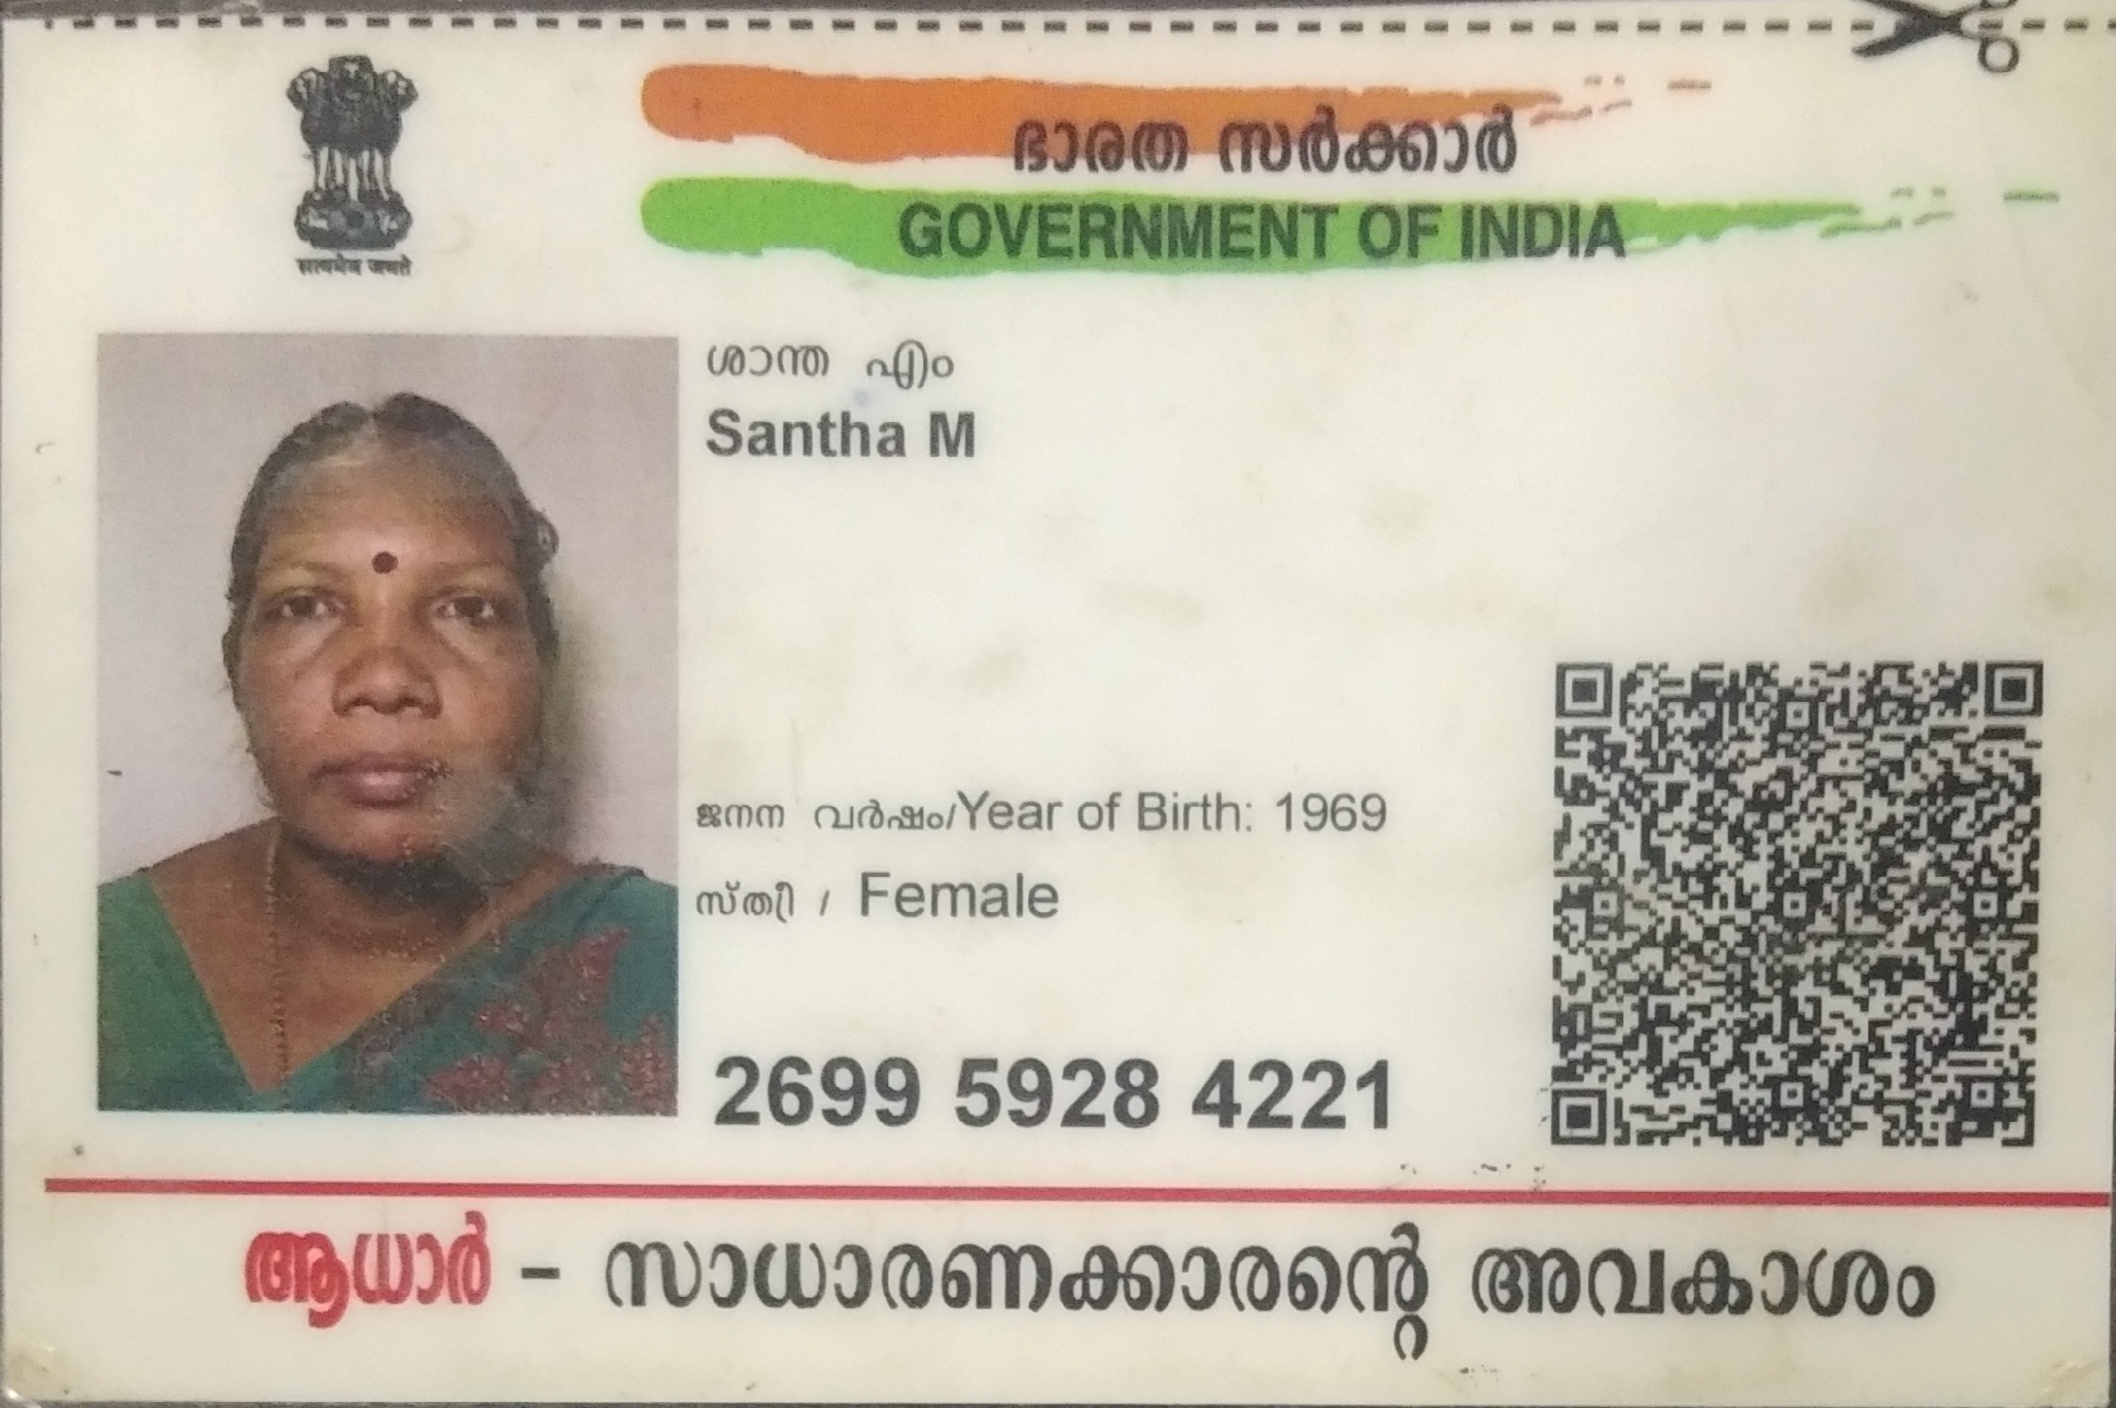 ഭാരത സർക്കാർ
GOVERNMENT OF INDIA
सत्यमेव जयते
ശാന്ത എം
Santha M
ജനന വർഷം/Year of Birth: 1969
സ്ത്രീ / Female
2699 5928 4221
ആധാർ - സാധാരണക്കാരന്റെ അവകാശം